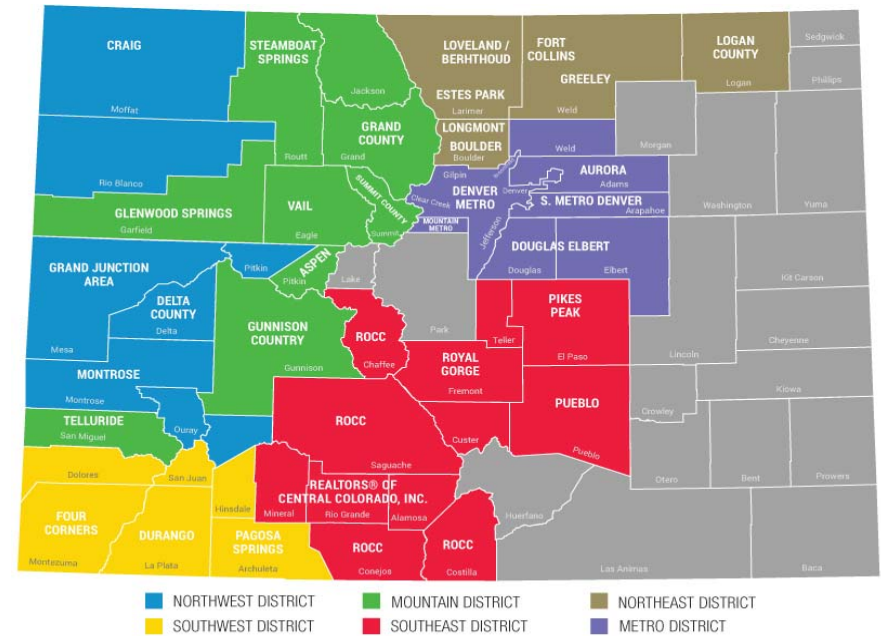 CRAIG
Moffat
STEAMBOAT
SPRINGS
Routt
Jackson
LOVELAND /
BERHTHOUD
ESTES PARK
Larimer
FORT
COLLINS
GREELEY
Weld
LOGAN
COUNTY
Logan
Sedgwick
Phillips
Rio Blanco
GRAND
COUNTY
Grand
LONGMONT
BOULDER
Boulder
Weld
Morgan
Washington
Yuma
GLENWOOD SPRINGS
Garfield
VAIL
Eagle
SUMMIT COUNTY
Summit
Gilpin
Clear Creek
DENVER
METRO
MOUNTAIN
METRO
Jefferson
Broomfield
Denver
AURORA
Adams
S. METRO DENVER
Arapahoe
DOUGLAS ELBERT
Douglas
Elbert
GRAND JUNCTION
AREA
Mesa
DELTA
COUNTY
Delta
Pitkin
ASPEN
Pitkin
Lake
Park
GUNNISON
COUNTRY
Gunnison
ROCC
Chaffee
Teller
PIKES
PEAK
El Paso
Lincoln
Kit Carson
Cheyenne
MONTROSE
Montrose
Ouray
ROYAL
GORGE
Fremont
Custer
PUEBLO
Pueblo
Crowley
Kiowa
TELLURIDE
San Miguel
ROCC
Saguache
Otero
Bent
Prowers
Dolores
San Juan
Hinsdale
REALTORS® OF
CENTRAL COLORADO, INC.
Mineral
Rio Grande
Alamosa
Huerfano
FOUR
CORNERS
Montezuma
DURANGO
La Plata
PAGOSA
SPRINGS
Archuleta
ROCC
Conejos
ROCC
Costilla
Las Animas
Baca
NORTHWEST DISTRICT
MOUNTAIN DISTRICT
NORTHEAST DISTRICT
SOUTHWEST DISTRICT
SOUTHEAST DISTRICT
METRO DISTRICT